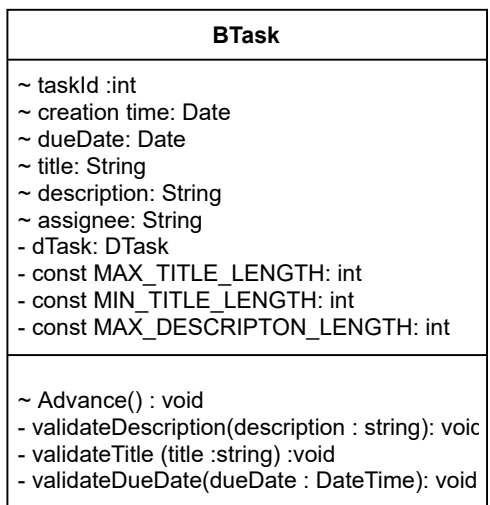 BTask
~ taskId :int
~ creation time: Date
~ dueDate: Date
~ title: String
~ description: String
~ assignee: String
- dTask: DTask
- const MAX_TITLE_LENGTH: int
- const MIN_TITLE_LENGTH: int
- const MAX_DESCRIPTON_LENGTH: int
~ Advance() : void
- validateDescription(description : string): void
- validateTitle (title :string) :void
- validateDueDate(dueDate : DateTime): void